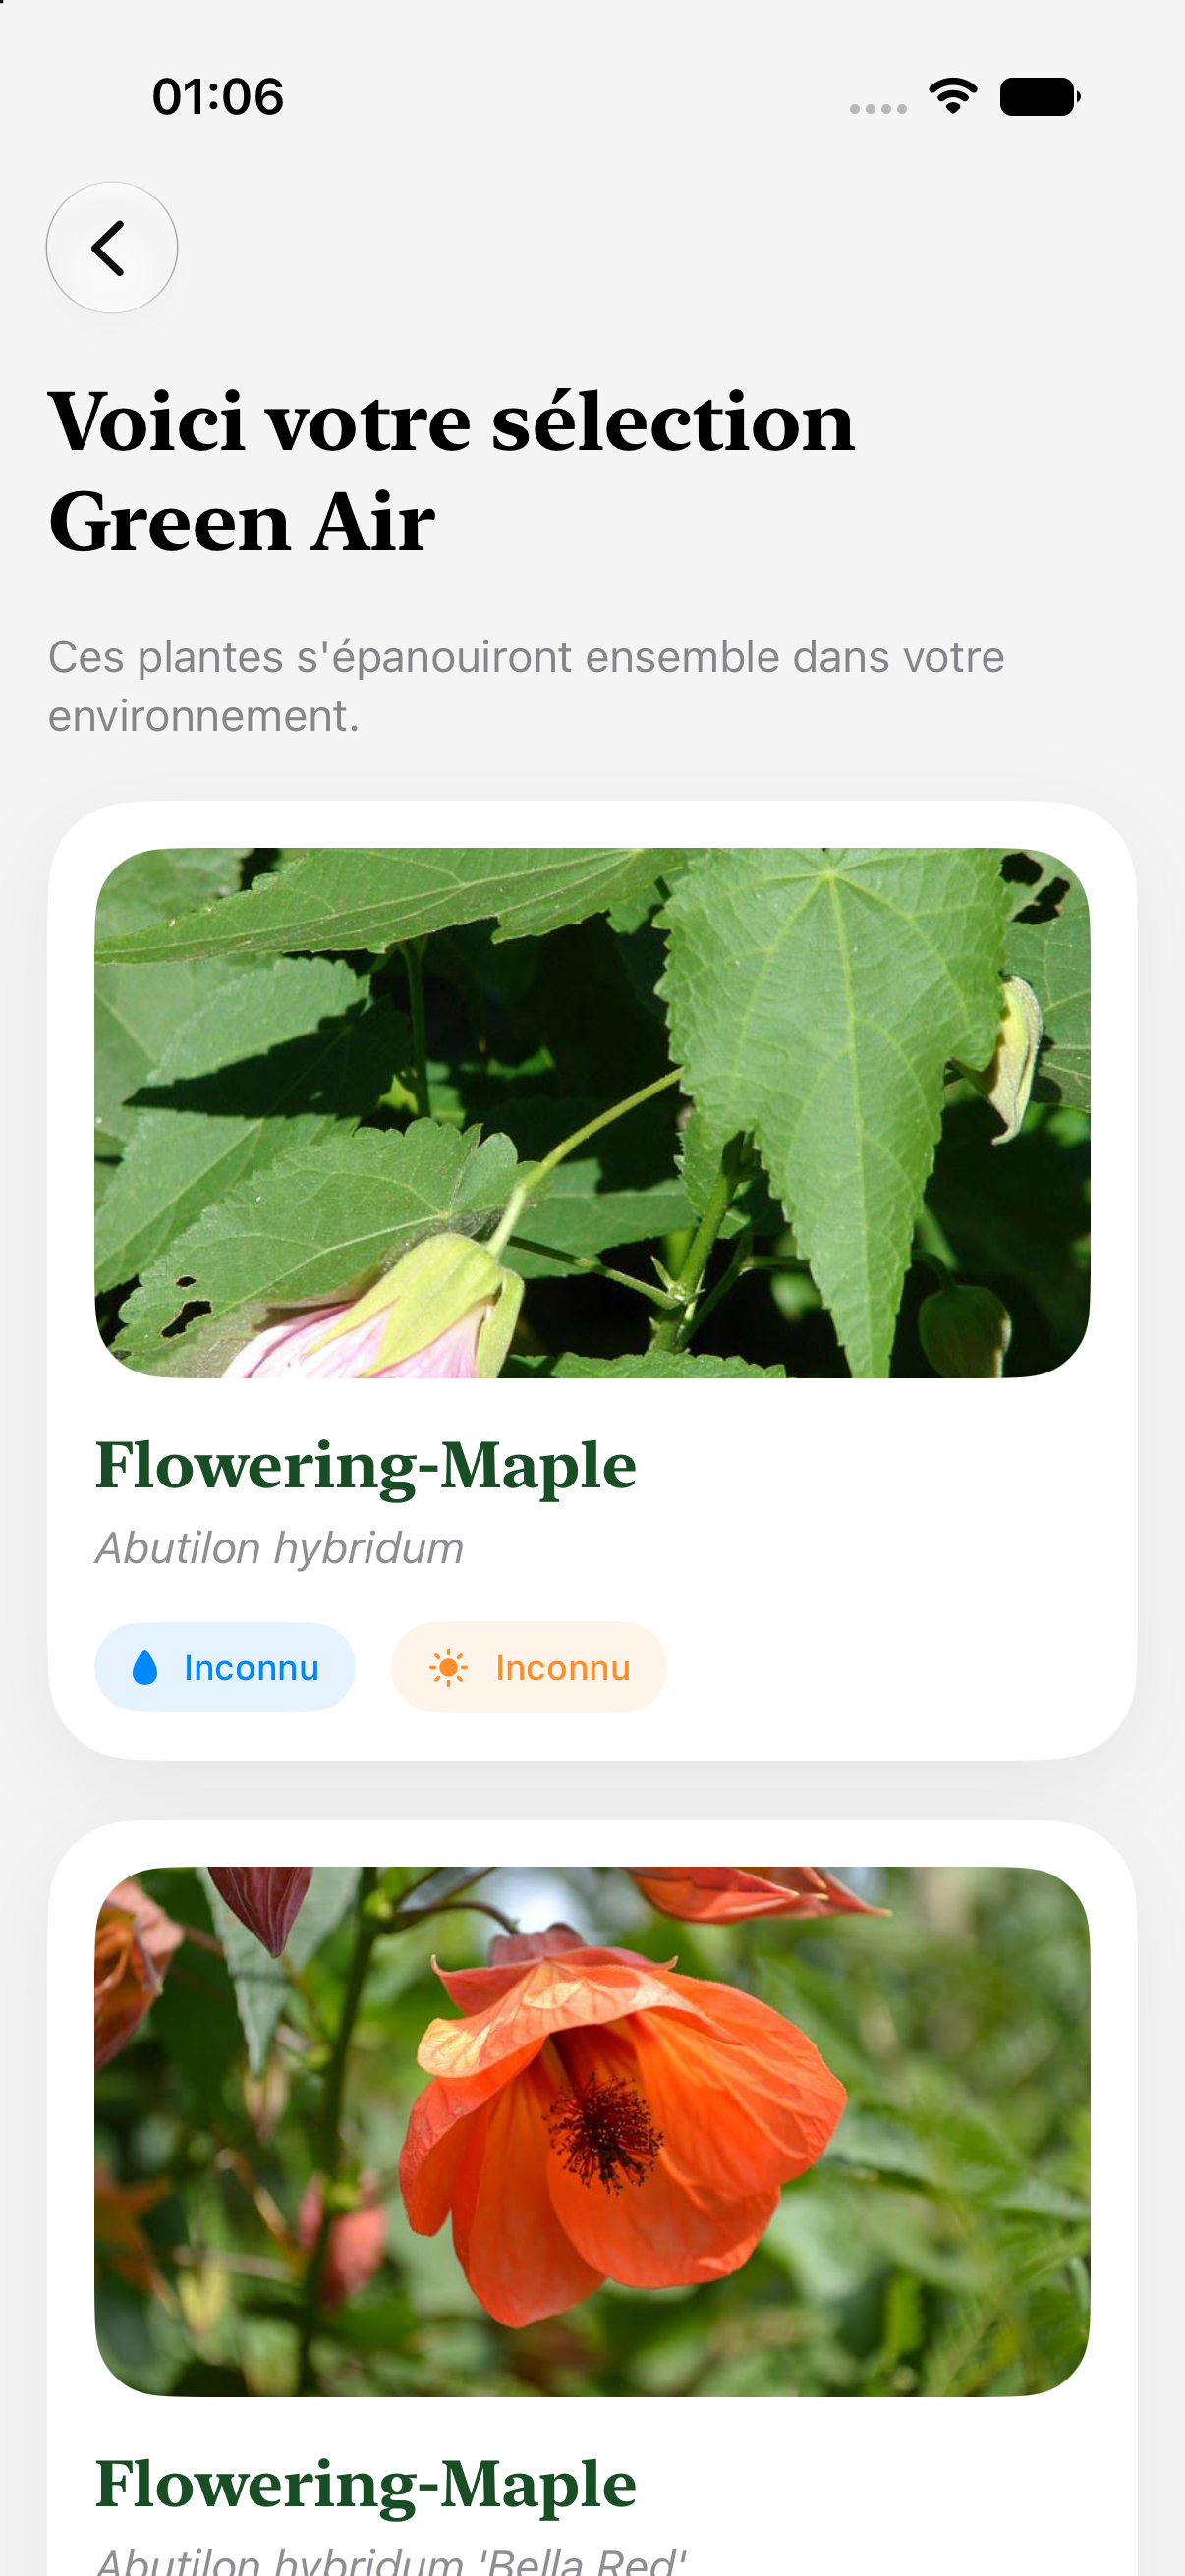 01:06
Voici votre sélection
Green Air
Ces plantes s'épanouiront ensemble dans votre
environnement.
Flowering-Maple
Abutilon hybridum
Inconnu Inconnu
Flowering-Maple
Abutilon hybridum 'Bella Red'